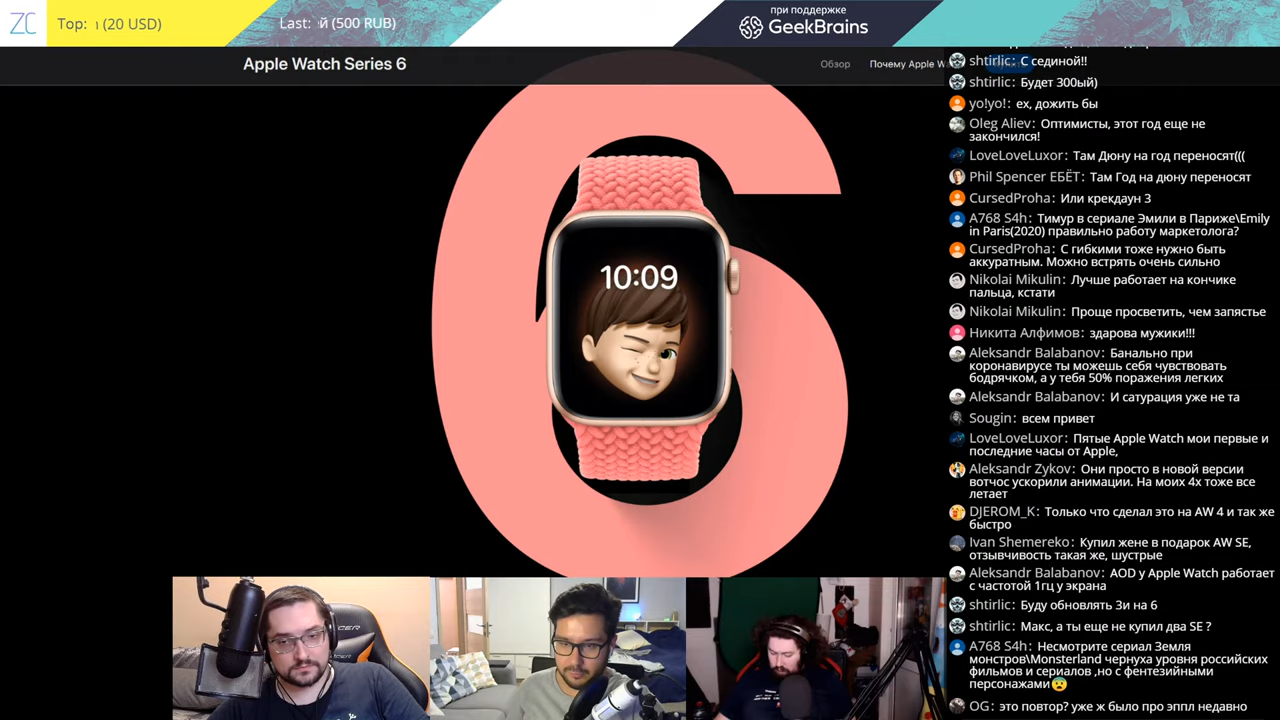 ZC
Top: ı (20 USD)
Last: й (500 RUB)
при поддержке
GeekBrains
Apple Watch Series 6
Обзор
Почему Apple W
10:09
shtirlic: С сединой!!
shtirlic: Будет 300ый)
yo!yo!: ех, дожить бы
Oleg Aliev: Оптимисты, этот год еще не
закончился!
LoveLoveLuxor: Там Дюну на год переносят(((
Phil Spencer ЕБЁТ: Там Год на дюну переносят
CursedProha: Или крекдаун 3
A768 S4h: Тимур в сериале Эмили в Париже\Emily
in Paris(2020) правильно работу маркетолога?
CursedProha: С гибкими тоже нужно быть
аккуратным. Можно встрять очень сильно
Nikolai Mikulin: Лучше работает на кончике
пальца, кстати
Nikolai Mikulin: Проще просветить, чем запястье
Никита Алфимов: здарова мужики!!!
Aleksandr Balabanov: Банально при
коронавирусе ты можешь себя чувствовать
бодрячком, а у тебя 50% поражения легких
Aleksandr Balabanov: И сатурация уже не та
Sougin: всем привет
LoveLoveLuxor: Пятые Apple Watch мои первые и
последние часы от Apple,
Aleksandr Zykov: Они просто в новой версии
вотчос ускорили анимации. На моих 4х тоже все
летает
DJEROM_K: Только что сделал это на AW 4 и так же
быстро
Ivan Shemereko: Купил жене в подарок AW SE,
отзывчивость такая же, шустрые
Aleksandr Balabanov: AOD у Apple Watch работает
с частотой 1гц у экрана
shtirlic: Буду обновлять 3и на 6
shtirlic: Макс, а ты еще не купил два SE ?
A768 S4h: Несмотрите сериал Земля
монстров\Monsterland чернуха уровня российских
фильмов и сериалов ,но с фентезийными
персонажами😨
OG: это повтор? уже ж было про эппл недавно